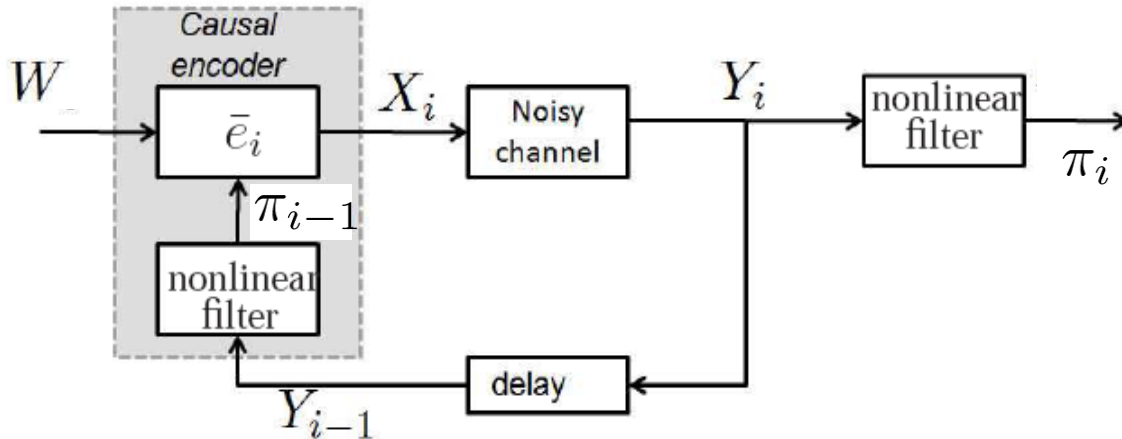 Causal
encoder
W
ē_i
X_i
Noisy
channel
Y_i
nonlinear
filter
π_i
π_{i-1}
nonlinear
filter
Y_{i-1}
delay